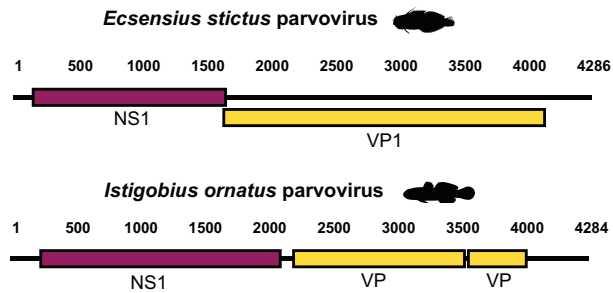 Ecsensius stictus parvovirus
1 500 1000 1500 2000 2500 3000 3500 4000 4286
NS1
VP1
Istigobius ornatus parvovirus
1 500 1000 1500 2000 2500 3000 3500 4000 4284
NS1 VP VP